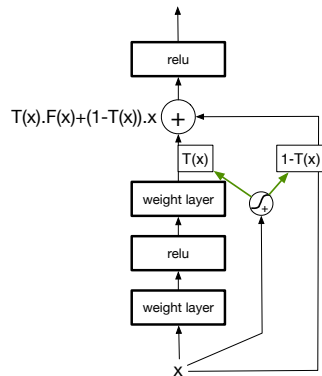 relu
T(x).F(x)+(1-T(x)).x
+
T(x)
1-T(x)
weight layer
+
relu
weight layer
x